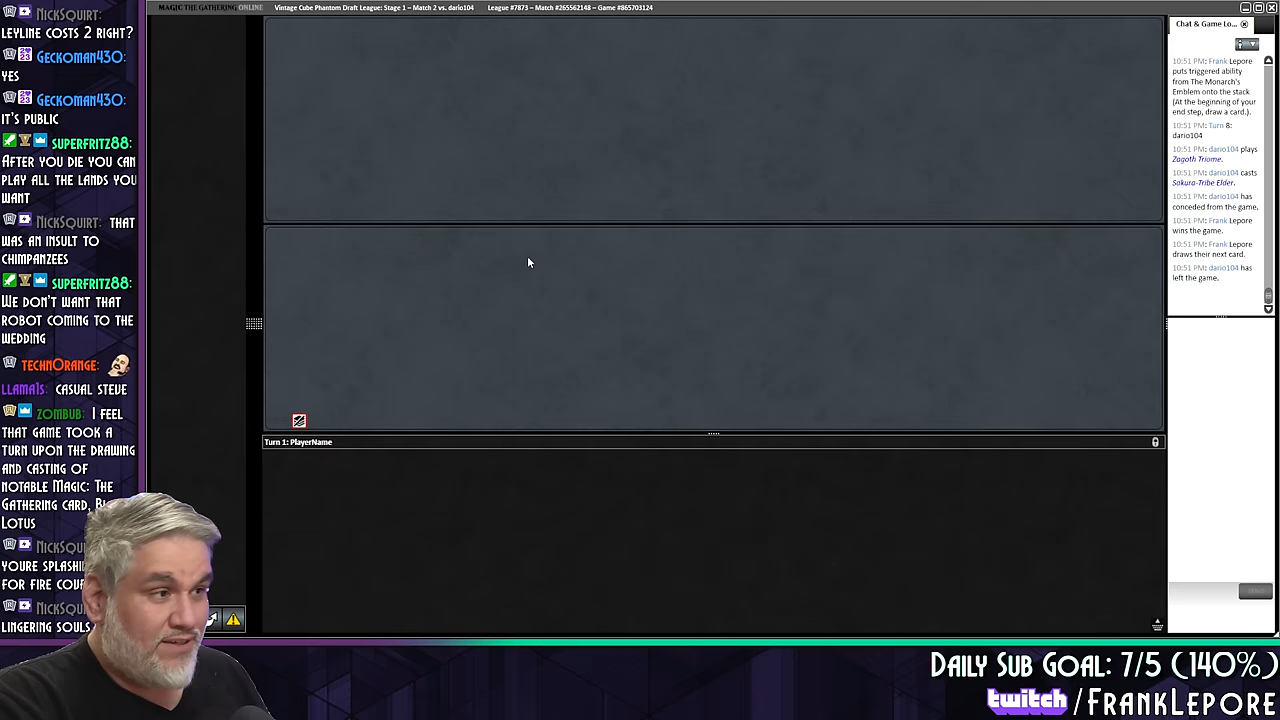 NickSquirt:
leyline costs 2 right?
Geckoman430:
yes
Geckoman430:
it's public
superfritz88:
After you die you can
play all the lands you
want
NickSquirt: that
was an insult to
chimpanzees
superfritz88:
We don't want that
robot coming to the
wedding
technOrange:
llama1s: casual steve
zombub: I feel
that game took a
turn upon the drawing
and casting of
notable Magic: The
Gathering card,
Lotus
NickSqu
youre splash
for fire
NickSqu
lingering souls
MAGIC THE GATHERING ONLINE
Vintage Cube Phantom Draft League: Stage 1 – Match 2 vs. dario104
League #7873 – Match #265562148 – Game #865703124
Turn 1: PlayerName
Chat & Game Lo...
10:51 PM: Frank Lepore
puts triggered ability
from The Monarch's
Emblem onto the stack
(At the beginning of your
end step, draw a card.).
10:51 PM: Turn 8:
dario104
10:51 PM: dario104 plays
Zagoth Triome.
10:51 PM: dario104 casts
Sakura-Tribe Elder.
10:51 PM: dario104 has
conceded from the game.
10:51 PM: Frank Lepore
wins the game.
10:51 PM: Frank Lepore
draws their next card.
10:51 PM: dario104 has
left the game.
Daily Sub Goal: 7/5 (140%)
twitch/FrankLepore